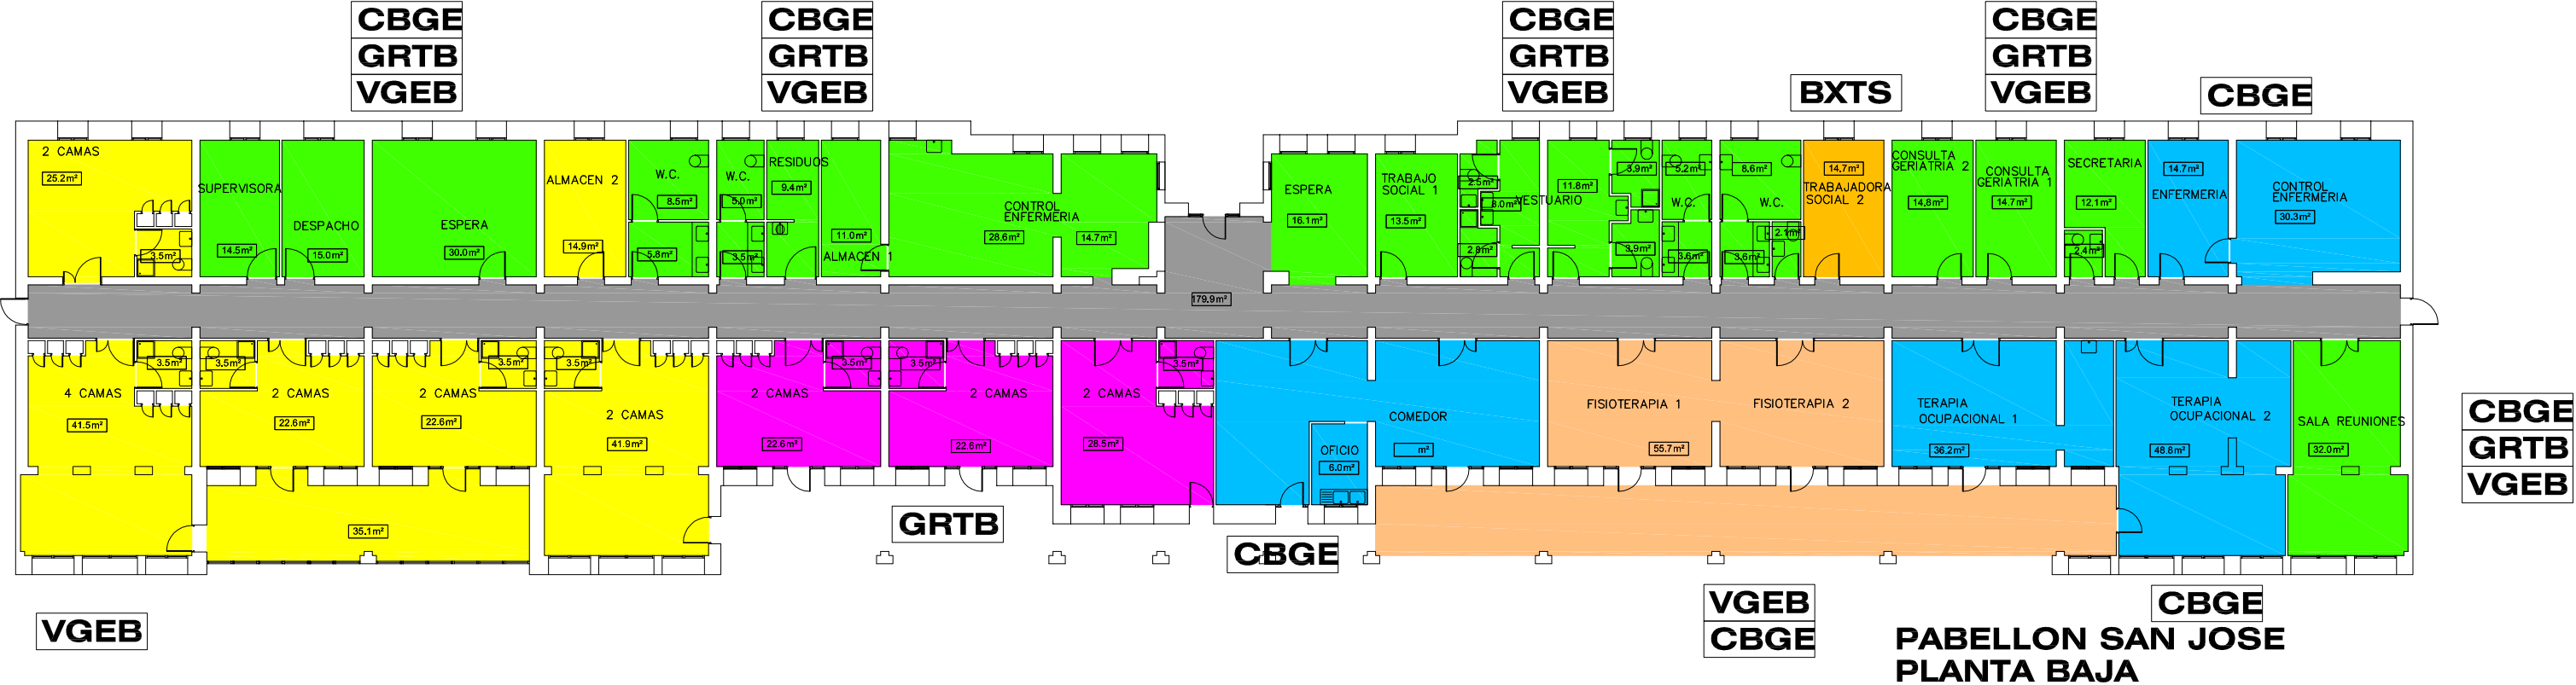 CBGE
GRTB
VGEB
CBGE
GRTB
VGEB
CBGE
GRTB
VGEB
BXTS
CBGE
GRTB
VGEB
CBGE
2 CAMAS
25.2m²
3.5m²
SUPERVISORA
14.5m²
DESPACHO
15.0m²
ESPERA
30.0m²
ALMACEN 2
14.9m²
W.C.
8.5m²
5.8m²
W.C.
5.0m²
3.5m²
RESIDUOS
9.4m²
11.0m²
ALMACEN 1
CONTROL
ENFERMERIA
28.6m²
14.7m²
ESPERA
16.1m²
TRABAJO
SOCIAL 1
13.5m²
2.5m²
8.0m²
2.8m²
VESTUARIO
11.8m²
3.9m²
3.9m²
5.2m²
W.C.
3.6m²
8.6m²
W.C.
2.1m²
3.6m²
14.7m²
TRABAJADORA
SOCIAL 2
CONSULTA
GERIATRIA 2
14,8m²
CONSULTA
GERIATRIA 1
14.7m²
SECRETARIA
12.1m²
2.4m²
14.7m²
ENFERMERIA
CONTROL
ENFERMERIA
30.3m²
179.9m²
3.5m²
4 CAMAS
41.5m²
3.5m²
2 CAMAS
22.6m²
2 CAMAS
22.6m²
3.5m²
3.5m²
2 CAMAS
41.9m²
35.1m²
2 CAMAS
22.6m²
3.5m²
3.5m²
2 CAMAS
22.6m²
2 CAMAS
28.5m²
3.5m²
COMEDOR
m²
OFICIO
6.0m²
FISIOTERAPIA 1
55.7m²
FISIOTERAPIA 2
TERAPIA
OCUPACIONAL 1
36.2m²
TERAPIA
OCUPACIONAL 2
48.8m²
SALA REUNIONES
32.0m²
CBGE
GRTB
VGEB
GRTB
CBGE
VGEB
VGEB
CBGE
CBGE
PABELLON SAN JOSE
PLANTA BAJA